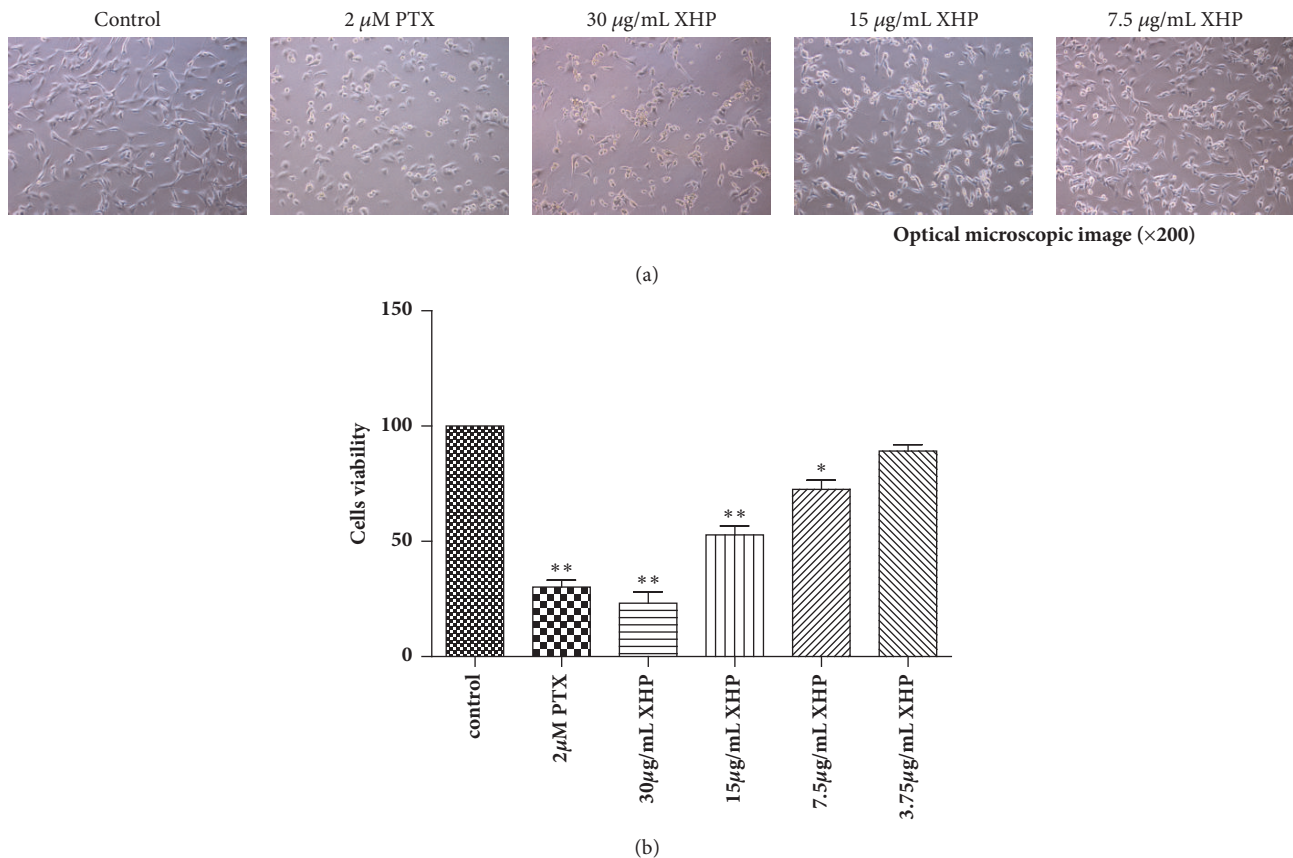 Control
2 μM PTX
30 μg/mL XHP
15 μg/mL XHP
7.5 μg/mL XHP
Optical microscopic image (×200)
(a)
150
100
50
0
Cells viability
**
**
**
*
control
2μM PTX
30μg/mL XHP
15μg/mL XHP
7.5μg/mL XHP
3.75μg/mL XHP
(b)